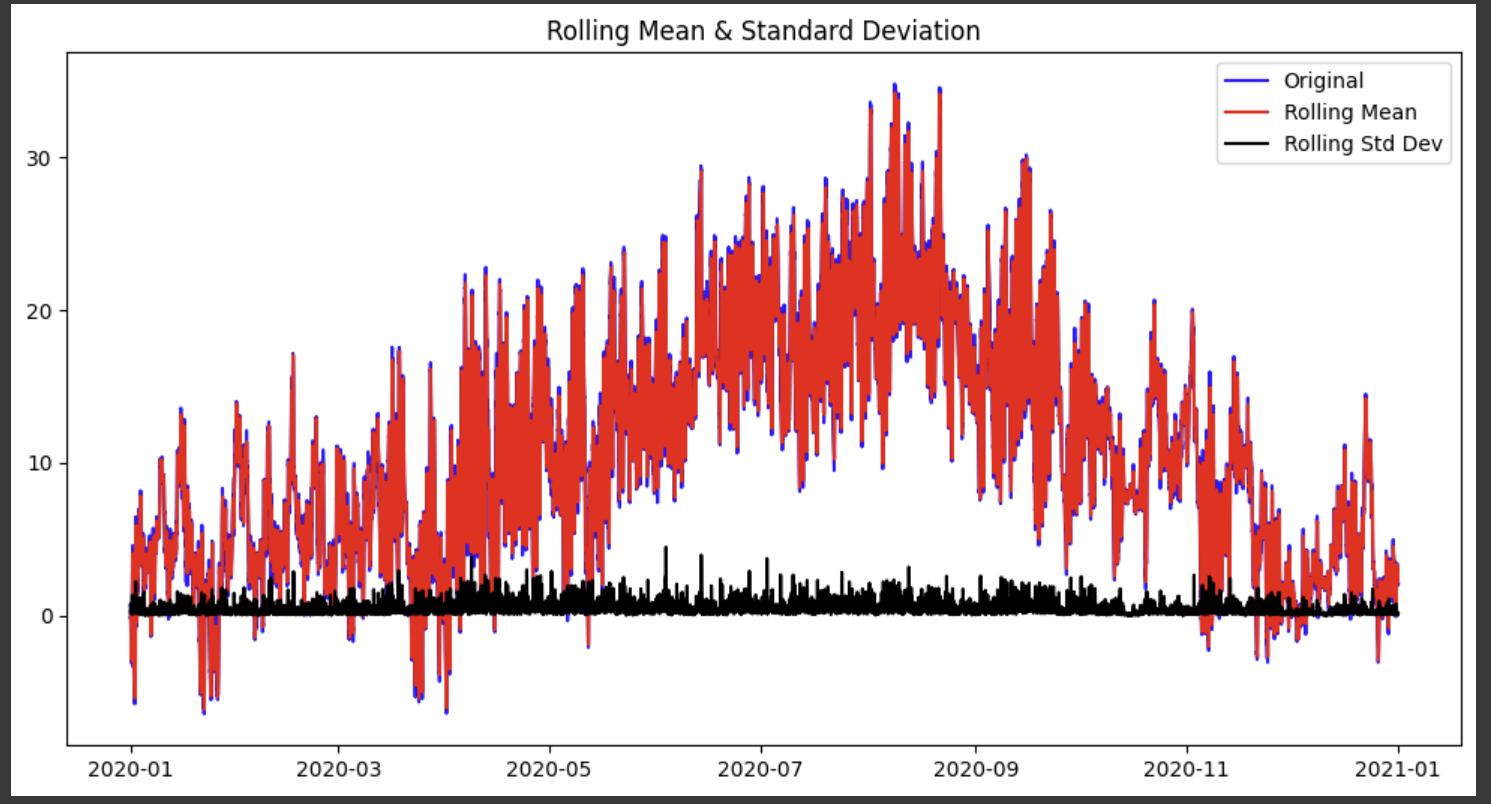 Rolling Mean & Standard Deviation
Original
Rolling Mean
Rolling Std Dev
30
20
10
0
2020-01 2020-03 2020-05 2020-07 2020-09 2020-11 2021-01